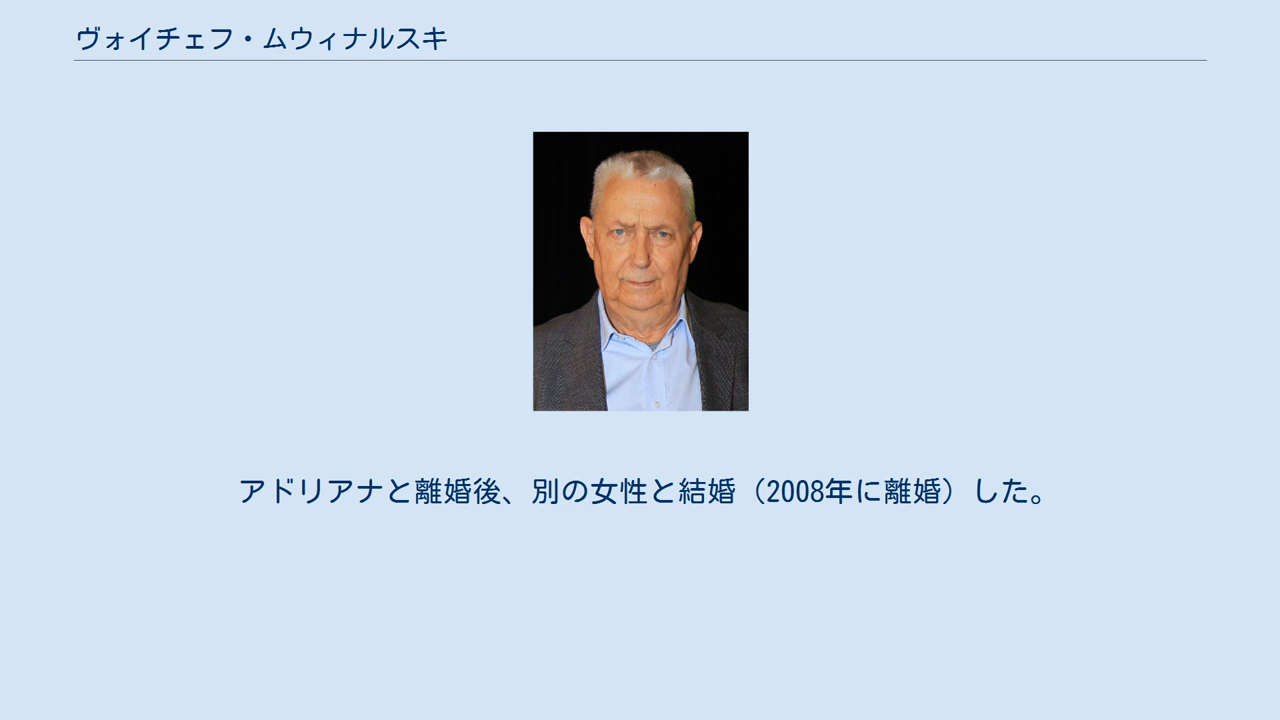 ヴォイチェフ・ムウィナルスキ
アドリアナと離婚後、別の女性と結婚（2008年に離婚）した。